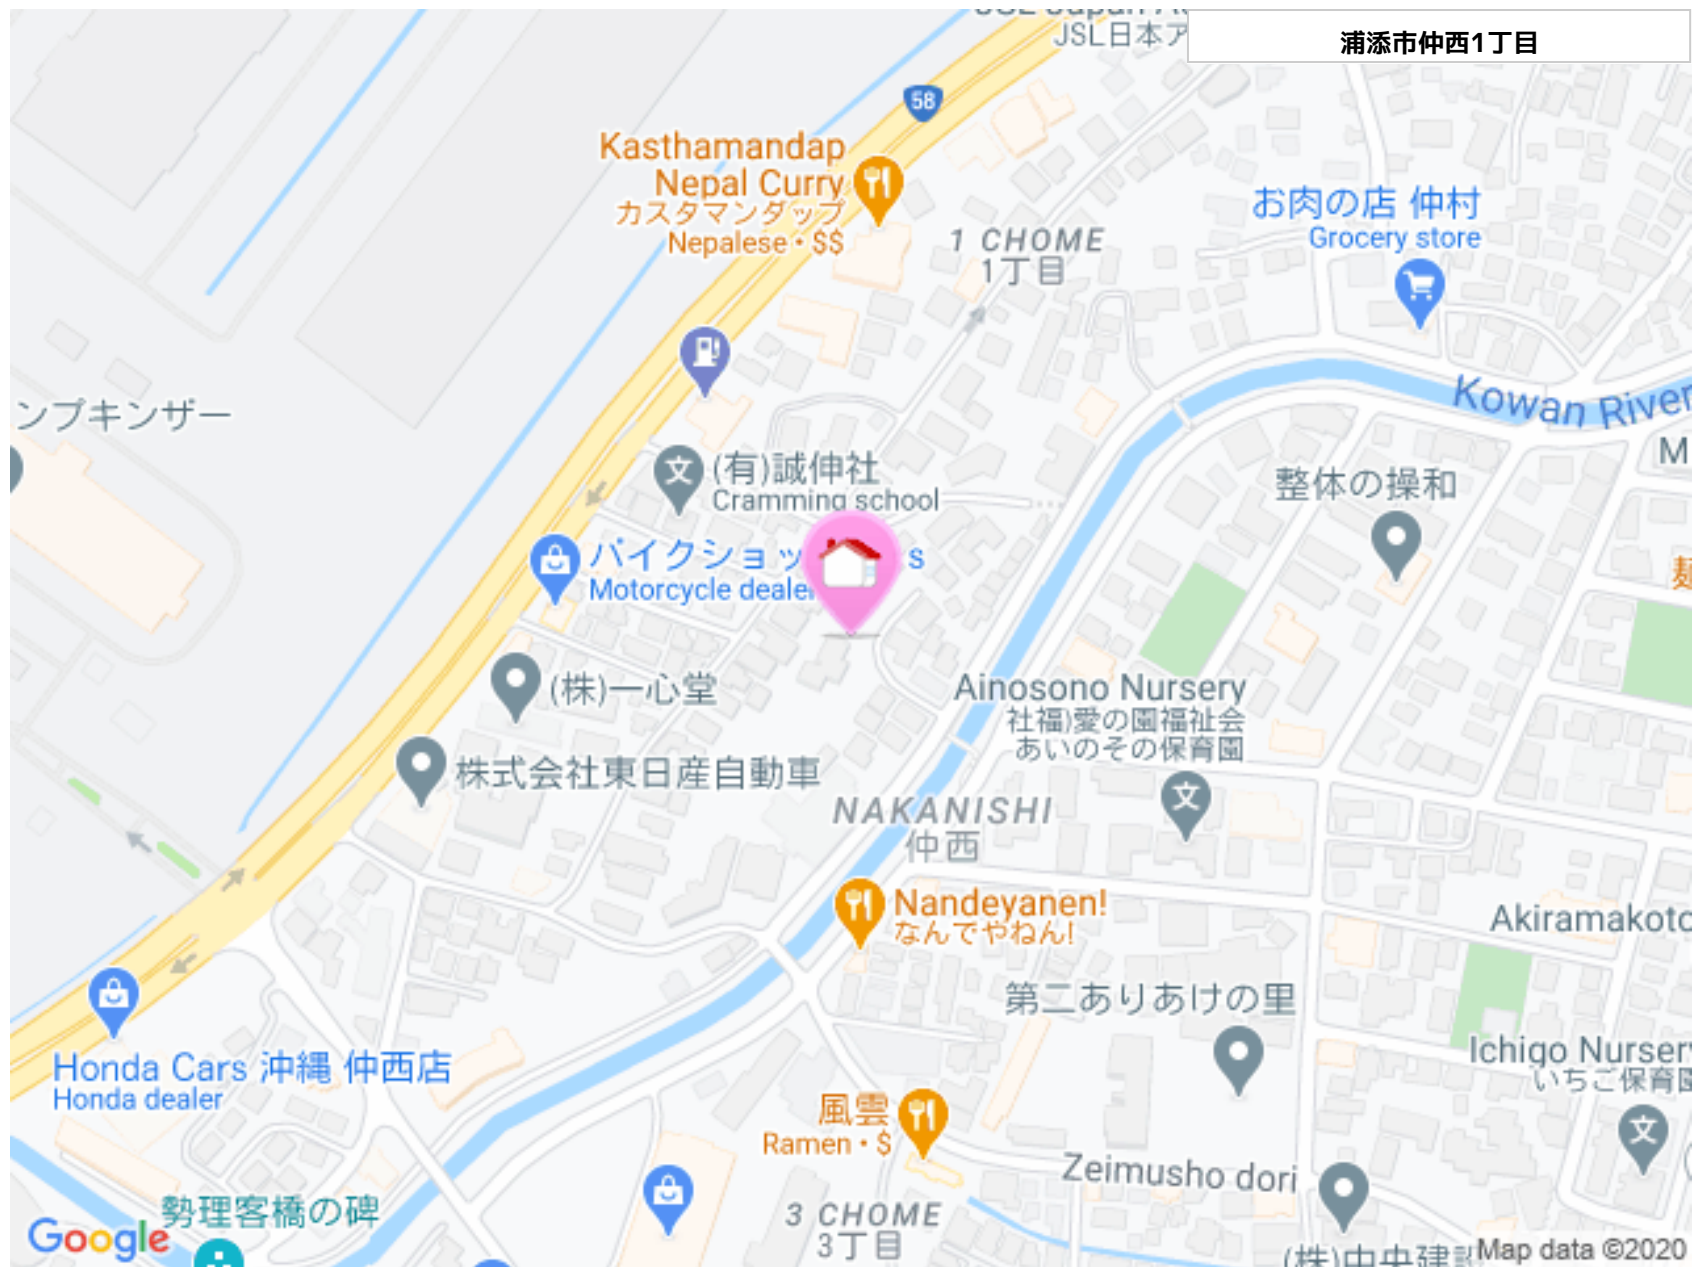 JSL日本ア
浦添市仲西1丁目
58
Kasthamandap
Nepal Curry
カスタマンダップ
Nepalese • $$
1 CHOME
1丁目
お肉の店 仲村
Grocery store
ンプキンザー
Kowan River
(有)誠伸社
Cramming school
整体の操和
バイクショッ
s
Motorcycle dealer
(株)一心堂
Ainosono Nursery
社福)愛の園福祉会
あいのその保育園
株式会社東日産自動車
NAKANISHI
仲西
Nandeyanen!
なんでやねん!
Akiramakoto
第二ありあけの里
Honda Cars 沖縄 仲西店
Honda dealer
Ichigo Nursery
いちご保育園
風雲
Ramen • $
Zeimusho dori
勢理客橋の碑
3 CHOME
3丁目
(株)中央建設
Google
Map data ©2020